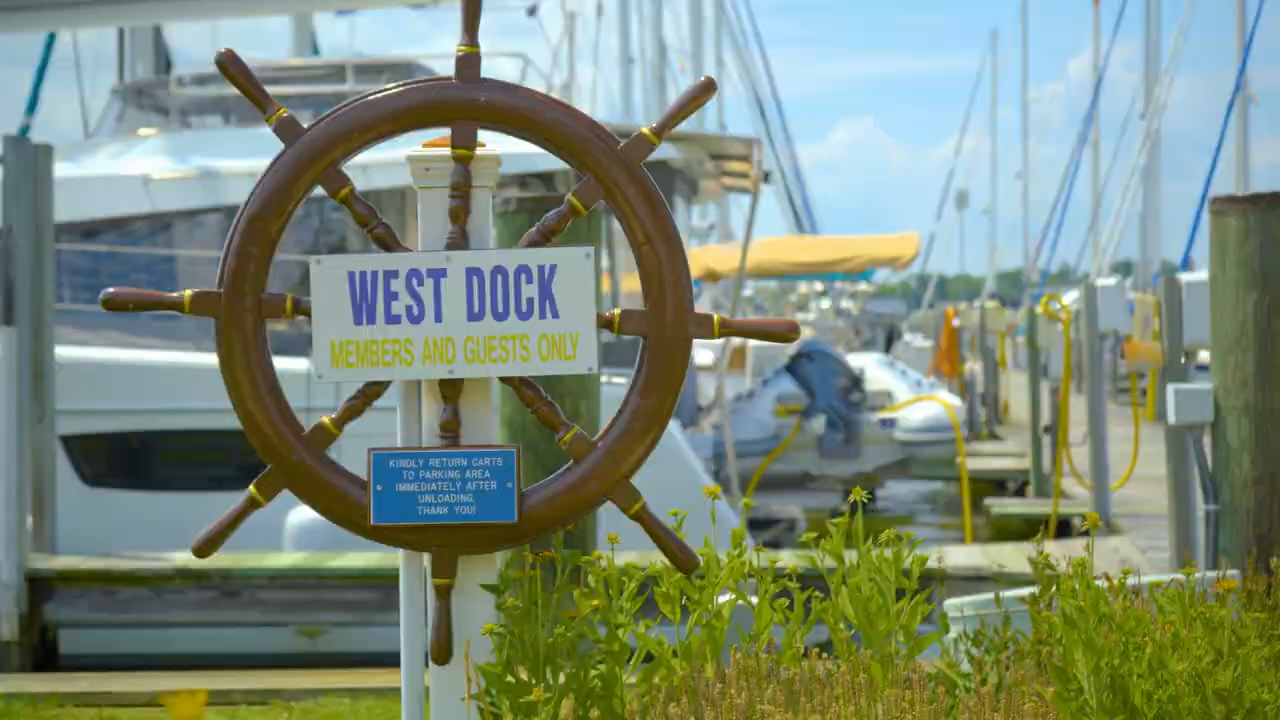 WEST DOCK
MEMBERS AND GUESTS ONLY
KINDLY RETURN CARTS
TO PARKING AREA
IMMEDIATELY AFTER
UNLOADING.
THANK YOU!